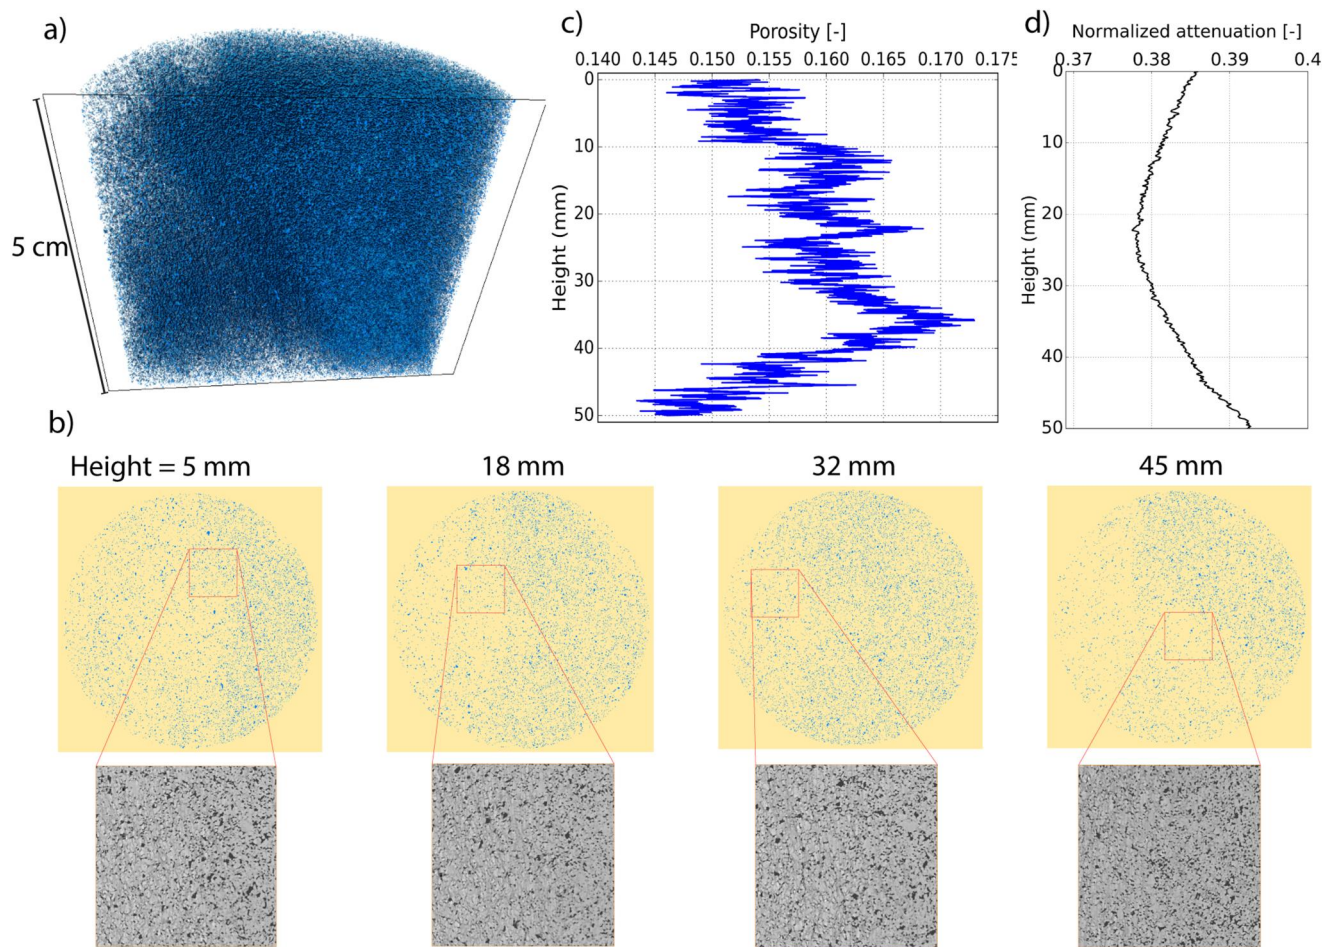 a)
5 cm
c)
Porosity [-]
0.140 0.145 0.150 0.155 0.160 0.165 0.170 0.175
Height (mm)
0
10
20
30
40
50
d)
Normalized attenuation [-]
0.37 0.38 0.39 0.4
Height (mm)
0
10
20
30
40
50
b)
Height = 5 mm 18 mm 32 mm 45 mm